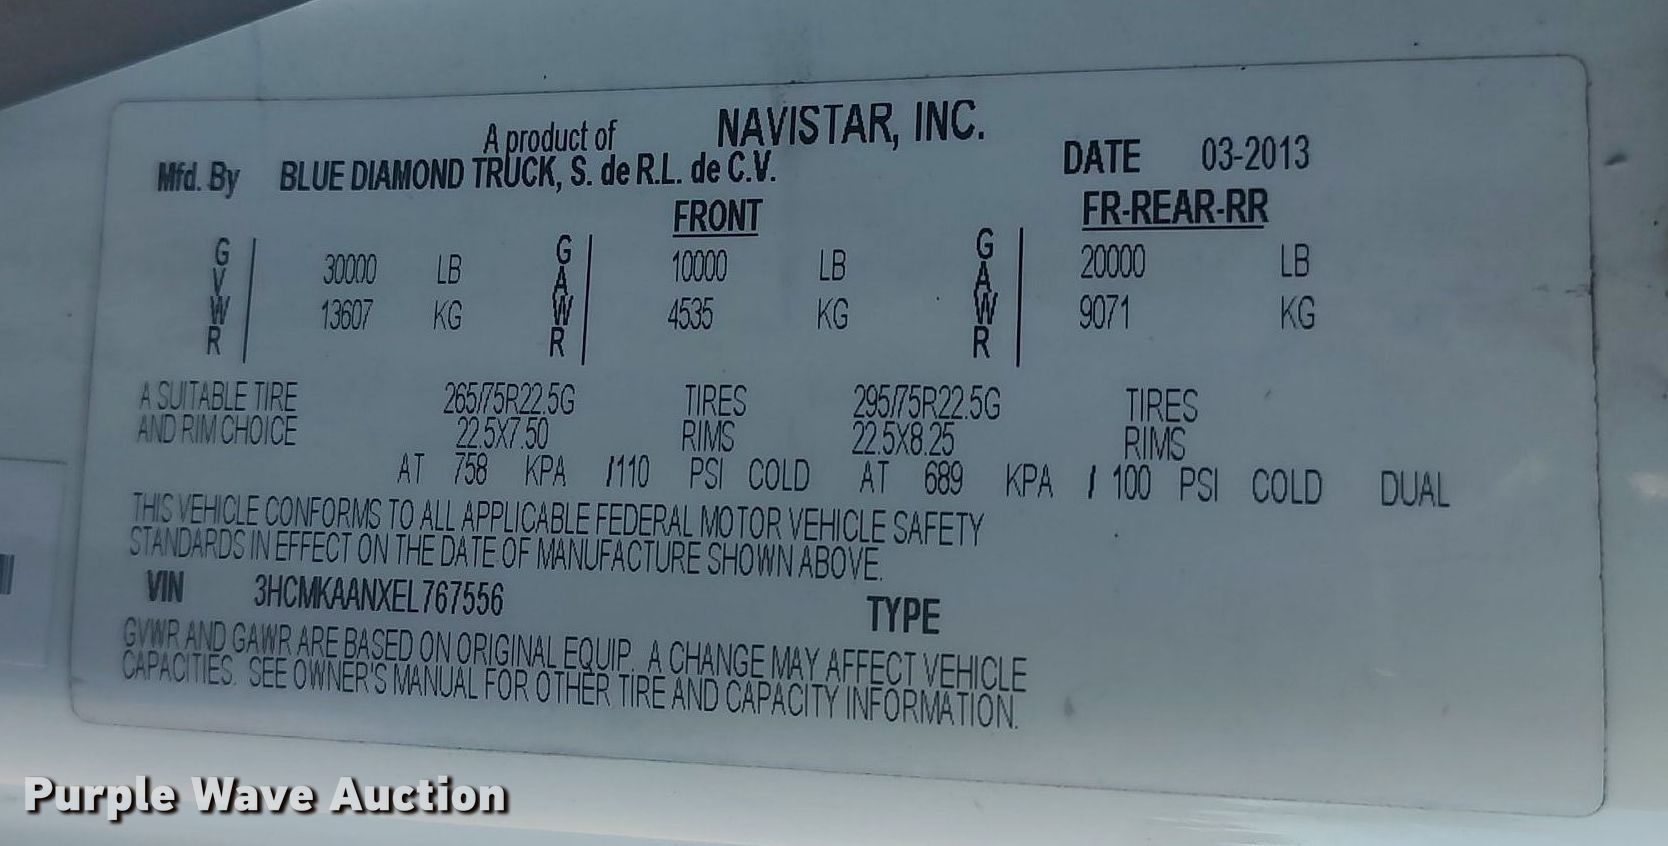 A product of NAVISTAR, INC.
Mfd. By BLUE DIAMOND TRUCK, S. de R.L. de C.V. DATE 03-2013
FRONT FR-REAR-RR
GVWR 30000 LB GAWR 10000 LB GAWR 20000 LB
13607 KG 4535 KG 9071 KG
A SUITABLE TIRE 265/75R22.5G TIRES 295/75R22.5G TIRES
AND RIM CHOICE 22.5X7.50 RIMS 22.5X8.25 RIMS
AT 758 KPA /110 PSI COLD AT 689 KPA / 100 PSI COLD DUAL
THIS VEHICLE CONFORMS TO ALL APPLICABLE FEDERAL MOTOR VEHICLE SAFETY
STANDARDS IN EFFECT ON THE DATE OF MANUFACTURE SHOWN ABOVE.
VIN 3HCMKAANXEL767556 TYPE
GVWR AND GAWR ARE BASED ON ORIGINAL EQUIP. A CHANGE MAY AFFECT VEHICLE
CAPACITIES. SEE OWNER'S MANUAL FOR OTHER TIRE AND CAPACITY INFORMATION.
Purple Wave Auction